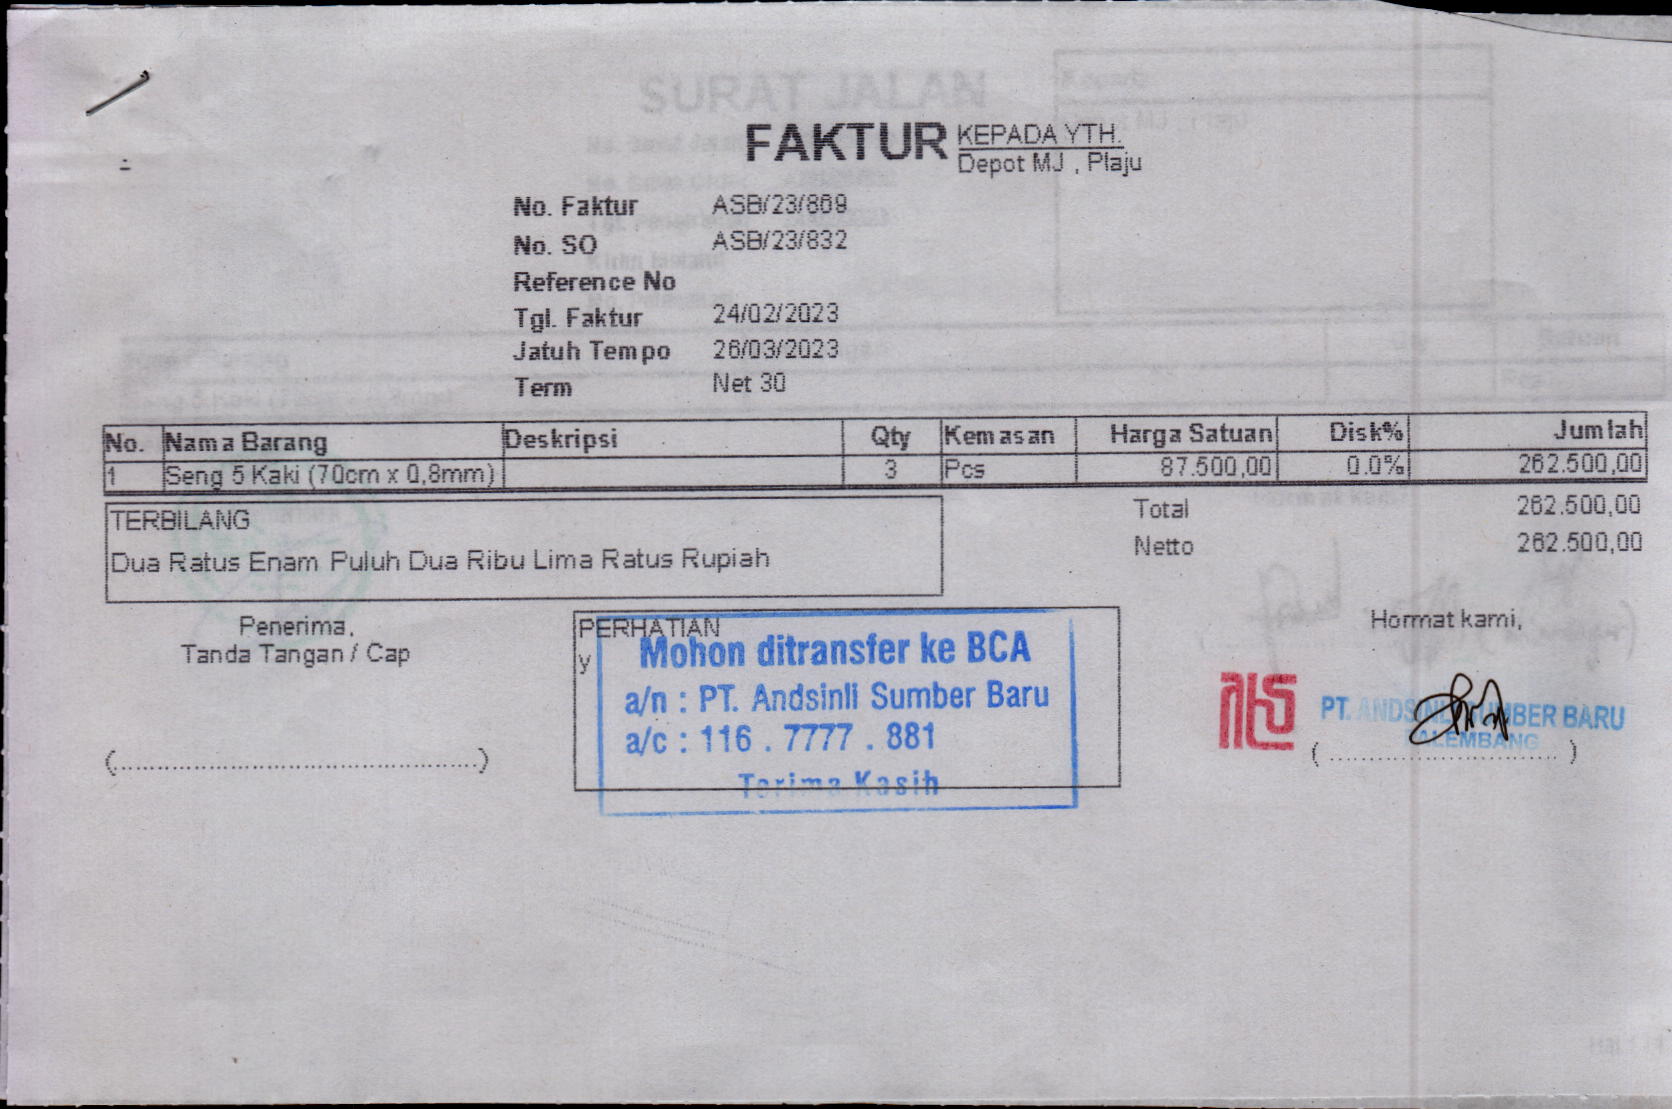 FAKTUR
KEPADA YTH.
Depot MJ , Plaju
No. Faktur ASB/23/869
No. SO ASB/23/832
Reference No
Tgl. Faktur 24/02/2023
Jatuh Tempo 26/03/2023
Term Net 30
No. Nama Barang Deskripsi Qty Kemasan Harga Satuan Disk% Jumlah
1 Seng 5 Kaki (70cm x 0,8mm) 3 Pcs 87.500,00 0.0% 262.500,00
Total 262.500,00
Netto 262.500,00
TERBILANG
Dua Ratus Enam Puluh Dua Ribu Lima Ratus Rupiah
Penerima,
Tanda Tangan / Cap
(................................................)
PERHATIAN
y
Mohon ditransfer ke BCA
a/n : PT. Andsinli Sumber Baru
a/c : 116 . 7777 . 881
Terima Kasih
Hormat kami,
PT. ANDSINLI SUMBER BARU
PALEMBANG
( .............................. )